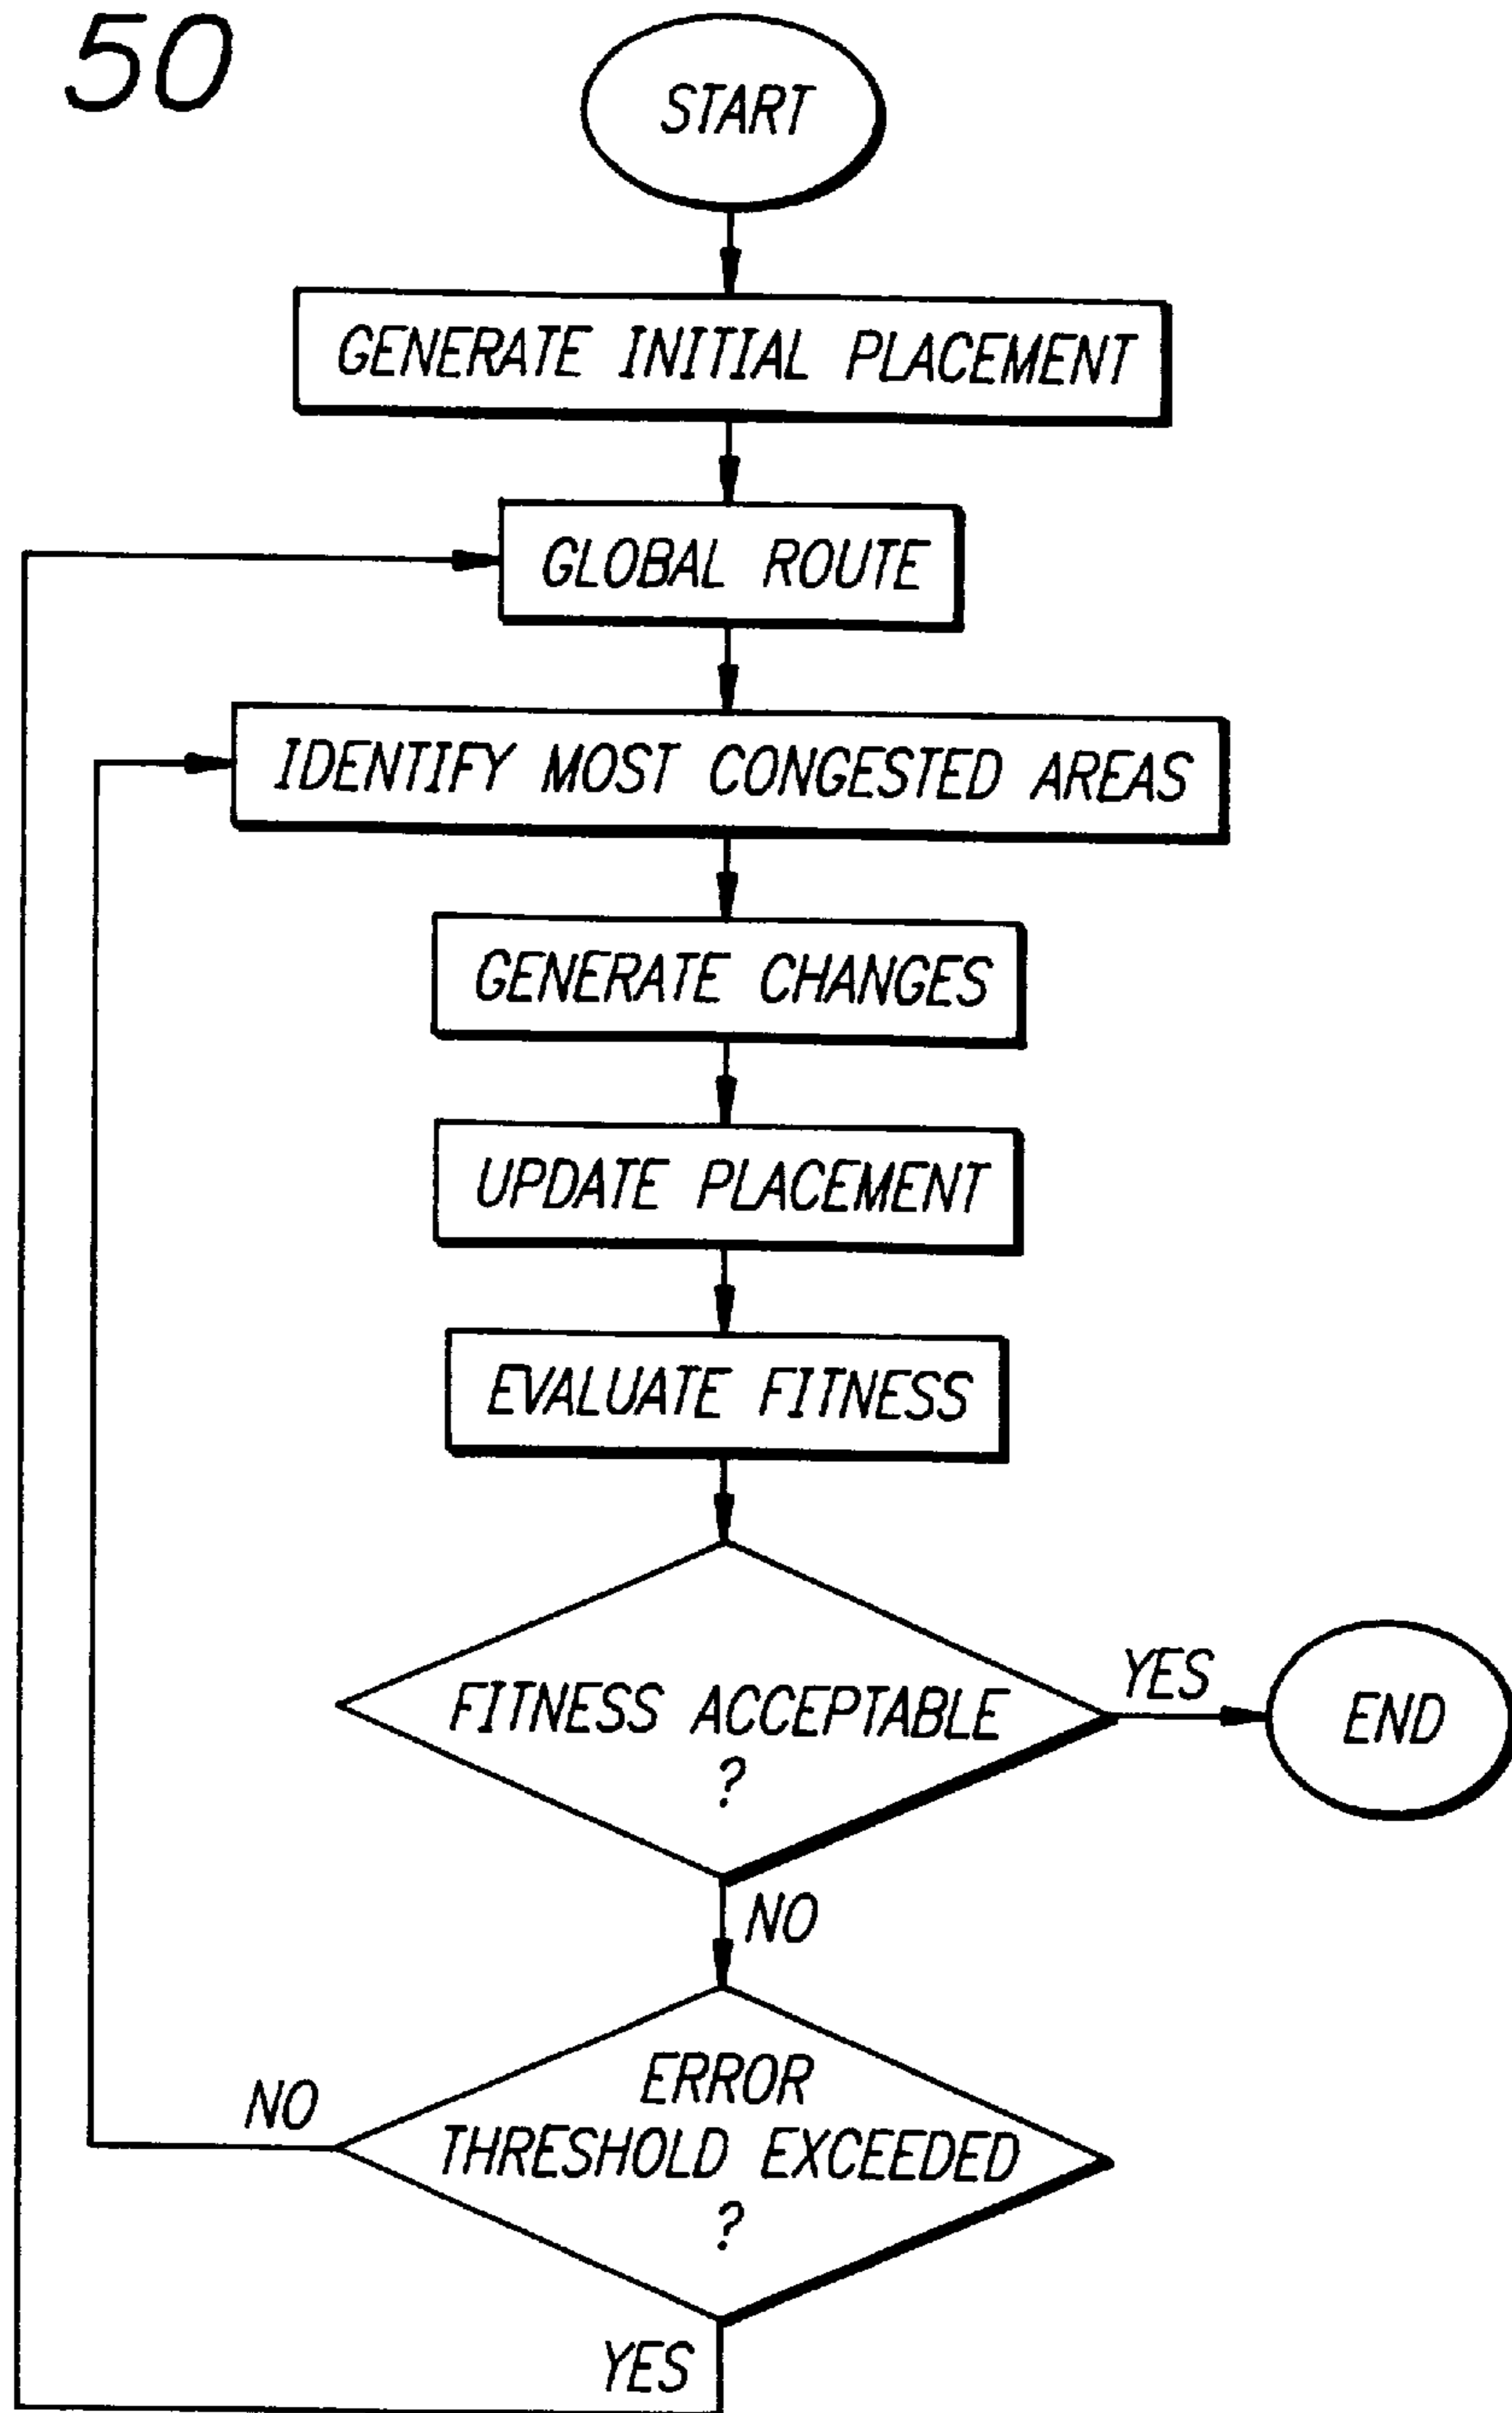 50
START
GENERATE INITIAL PLACEMENT
GLOBAL ROUTE
IDENTIFY MOST CONGESTED AREAS
GENERATE CHANGES
UPDATE PLACEMENT
EVALUATE FITNESS
FITNESS ACCEPTABLE
?
YES
END
NO
ERROR
THRESHOLD EXCEEDED
?
NO
YES